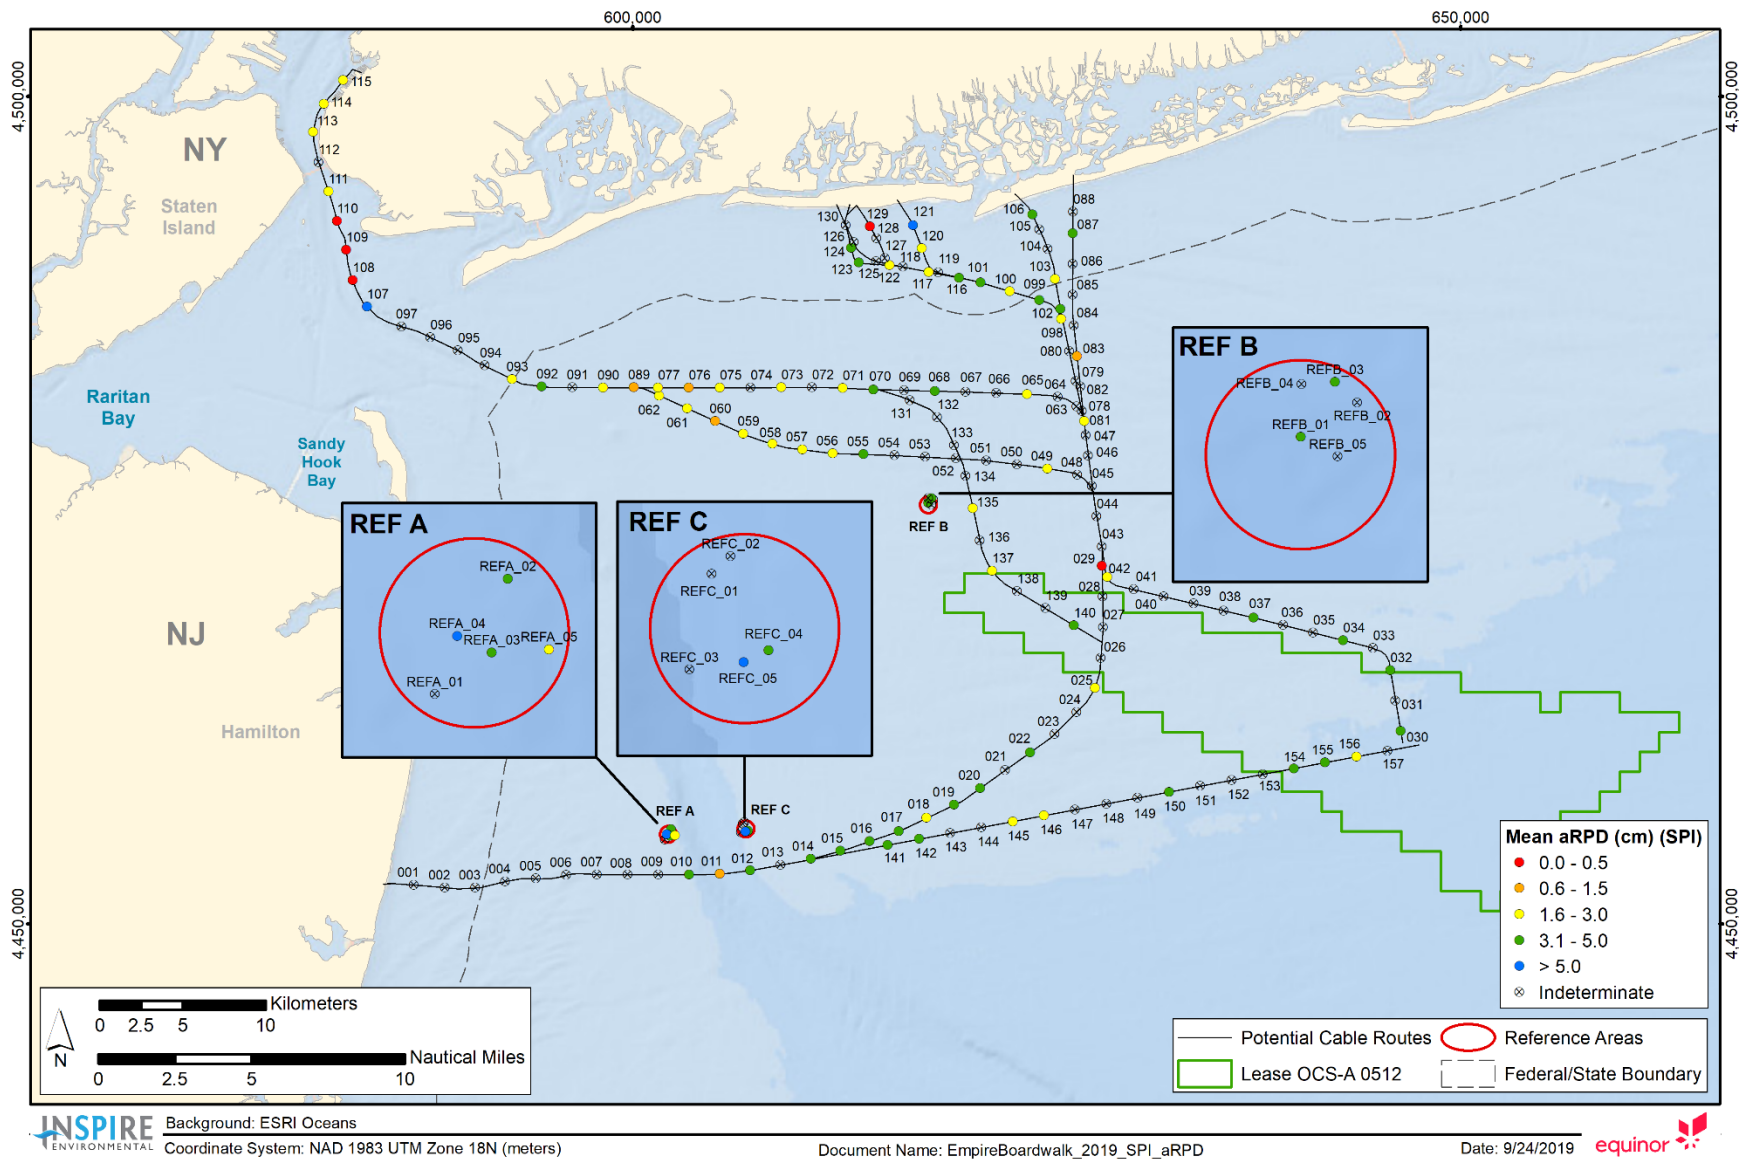 600,000
650,000
4,500,000
4,500,000
4,450,000
4,450,000
NY
Staten
Island
Raritan
Bay
Sandy
Hook
Bay
NJ
Hamilton
115
114
113
112
111
110
109
108
107
097
096
095
094
093
092 091 090 089 077 076 075 074 073 072 071 070 069 068 067 066 065 064
063
062
061
060
059
058
057
056 055 054 053
052
051 050 049 048
130
129
128
127
126
124
123
125
122
121
120
118
119
117
116
101
100
099
106
105
104
103
102
098
080
088
087
086
085
084
083
079
082
078
081
047
046
045
044
043
029
042
041
040
039
038
037
036
035
034
033
032
031
030
028
027
026
025
024
023
022
021
020
019
018
017
016
015
014
013
012
011
010
009
008
007
006
005
004
003
002
001
131
132
133
134
135
136
137
138
139
140
141
142
143
144
145
146
147
148
149
150
151
152
153
154
155
156
157
REF A
REFA_02
REFA_04
REFA_03
REFA_05
REFA_01
REF C
REFC_02
REFC_01
REFC_04
REFC_03
REFC_05
REF B
REFB_03
REFB_04
REFB_02
REFB_01
REFB_05
REF B
REF A
REF C
Mean aRPD (cm) (SPI)
0.0 - 0.5
0.6 - 1.5
1.6 - 3.0
3.1 - 5.0
> 5.0
Indeterminate
Kilometers
0 2.5 5 10
Nautical Miles
0 2.5 5 10
N
Potential Cable Routes
Reference Areas
Lease OCS-A 0512
Federal/State Boundary
INSPIRE
ENVIRONMENTAL
Background: ESRI Oceans
Coordinate System: NAD 1983 UTM Zone 18N (meters)
Document Name: EmpireBoardwalk_2019_SPI_aRPD
Date: 9/24/2019
equinor